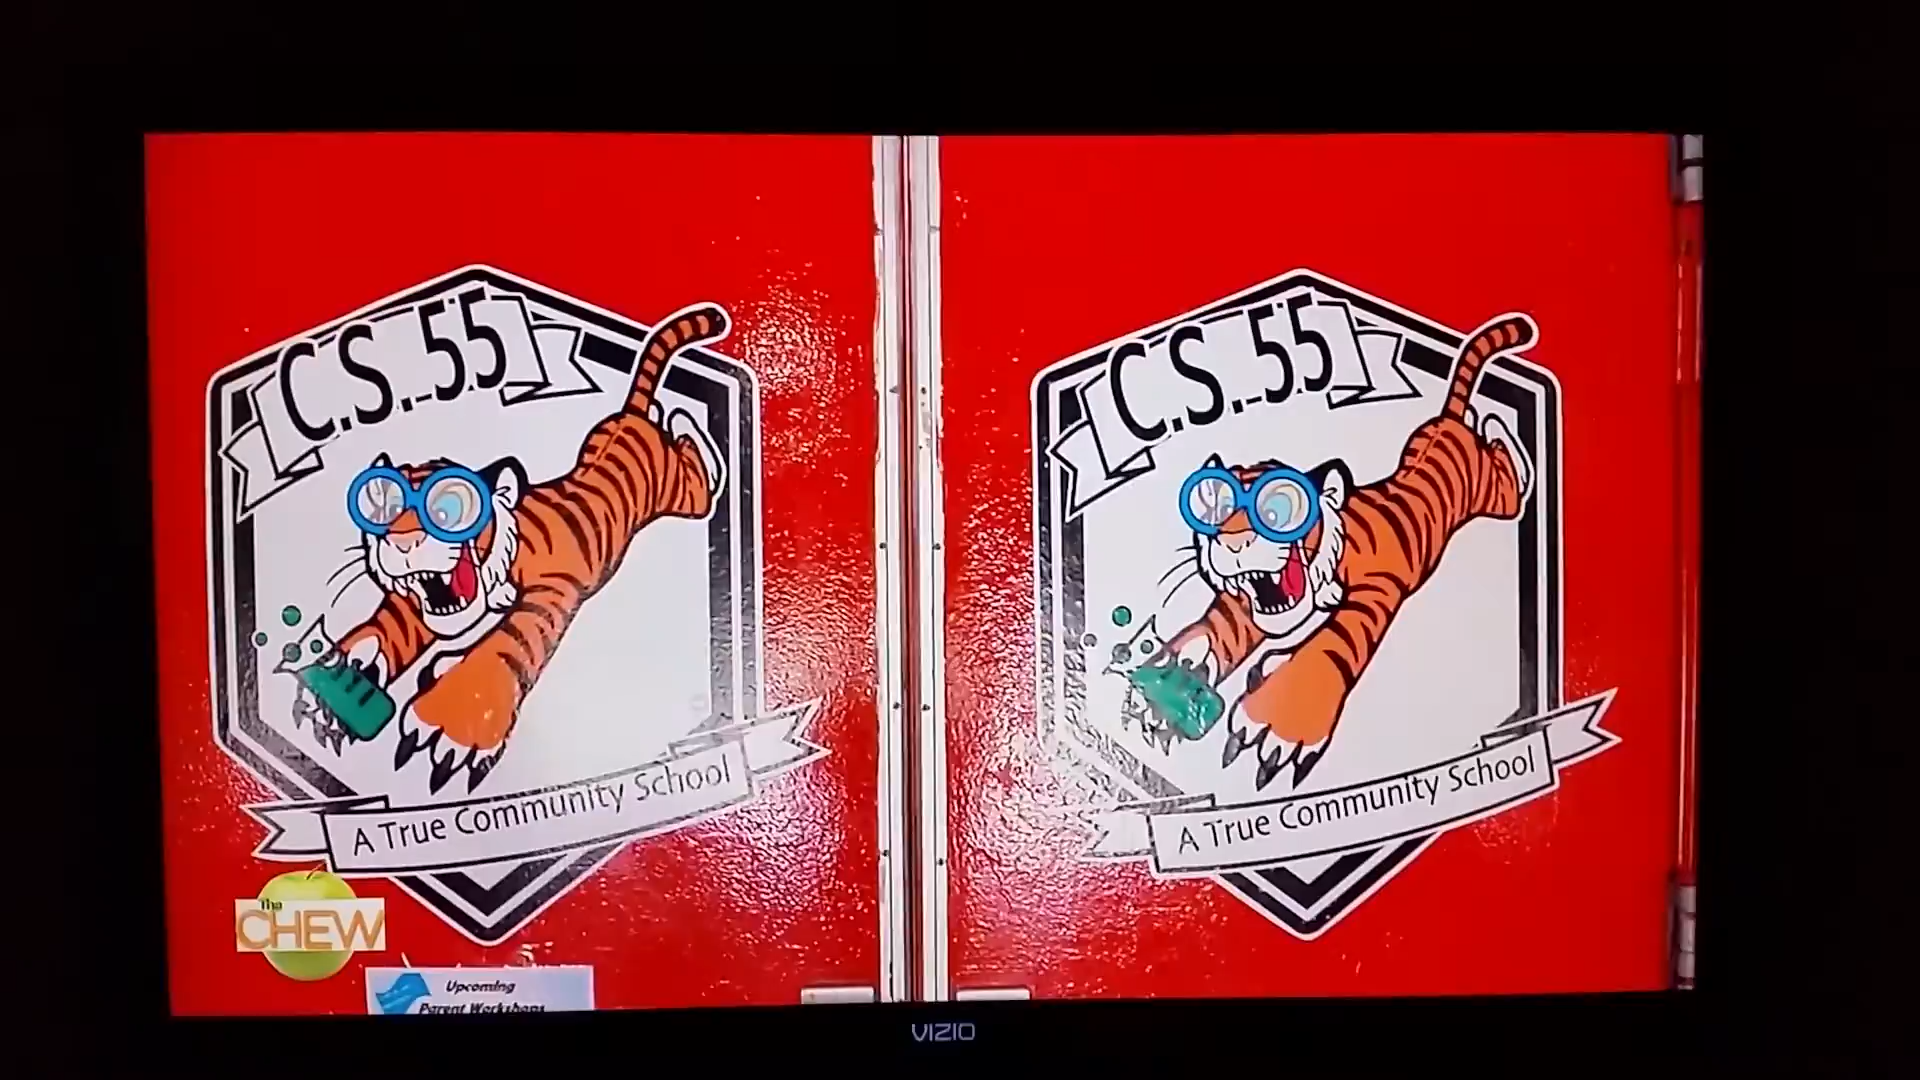 C.S. 55
A True Community School
C.S. 55
A True Community School
The
CHEW
Upcoming
Parent Workshops
VIZIO